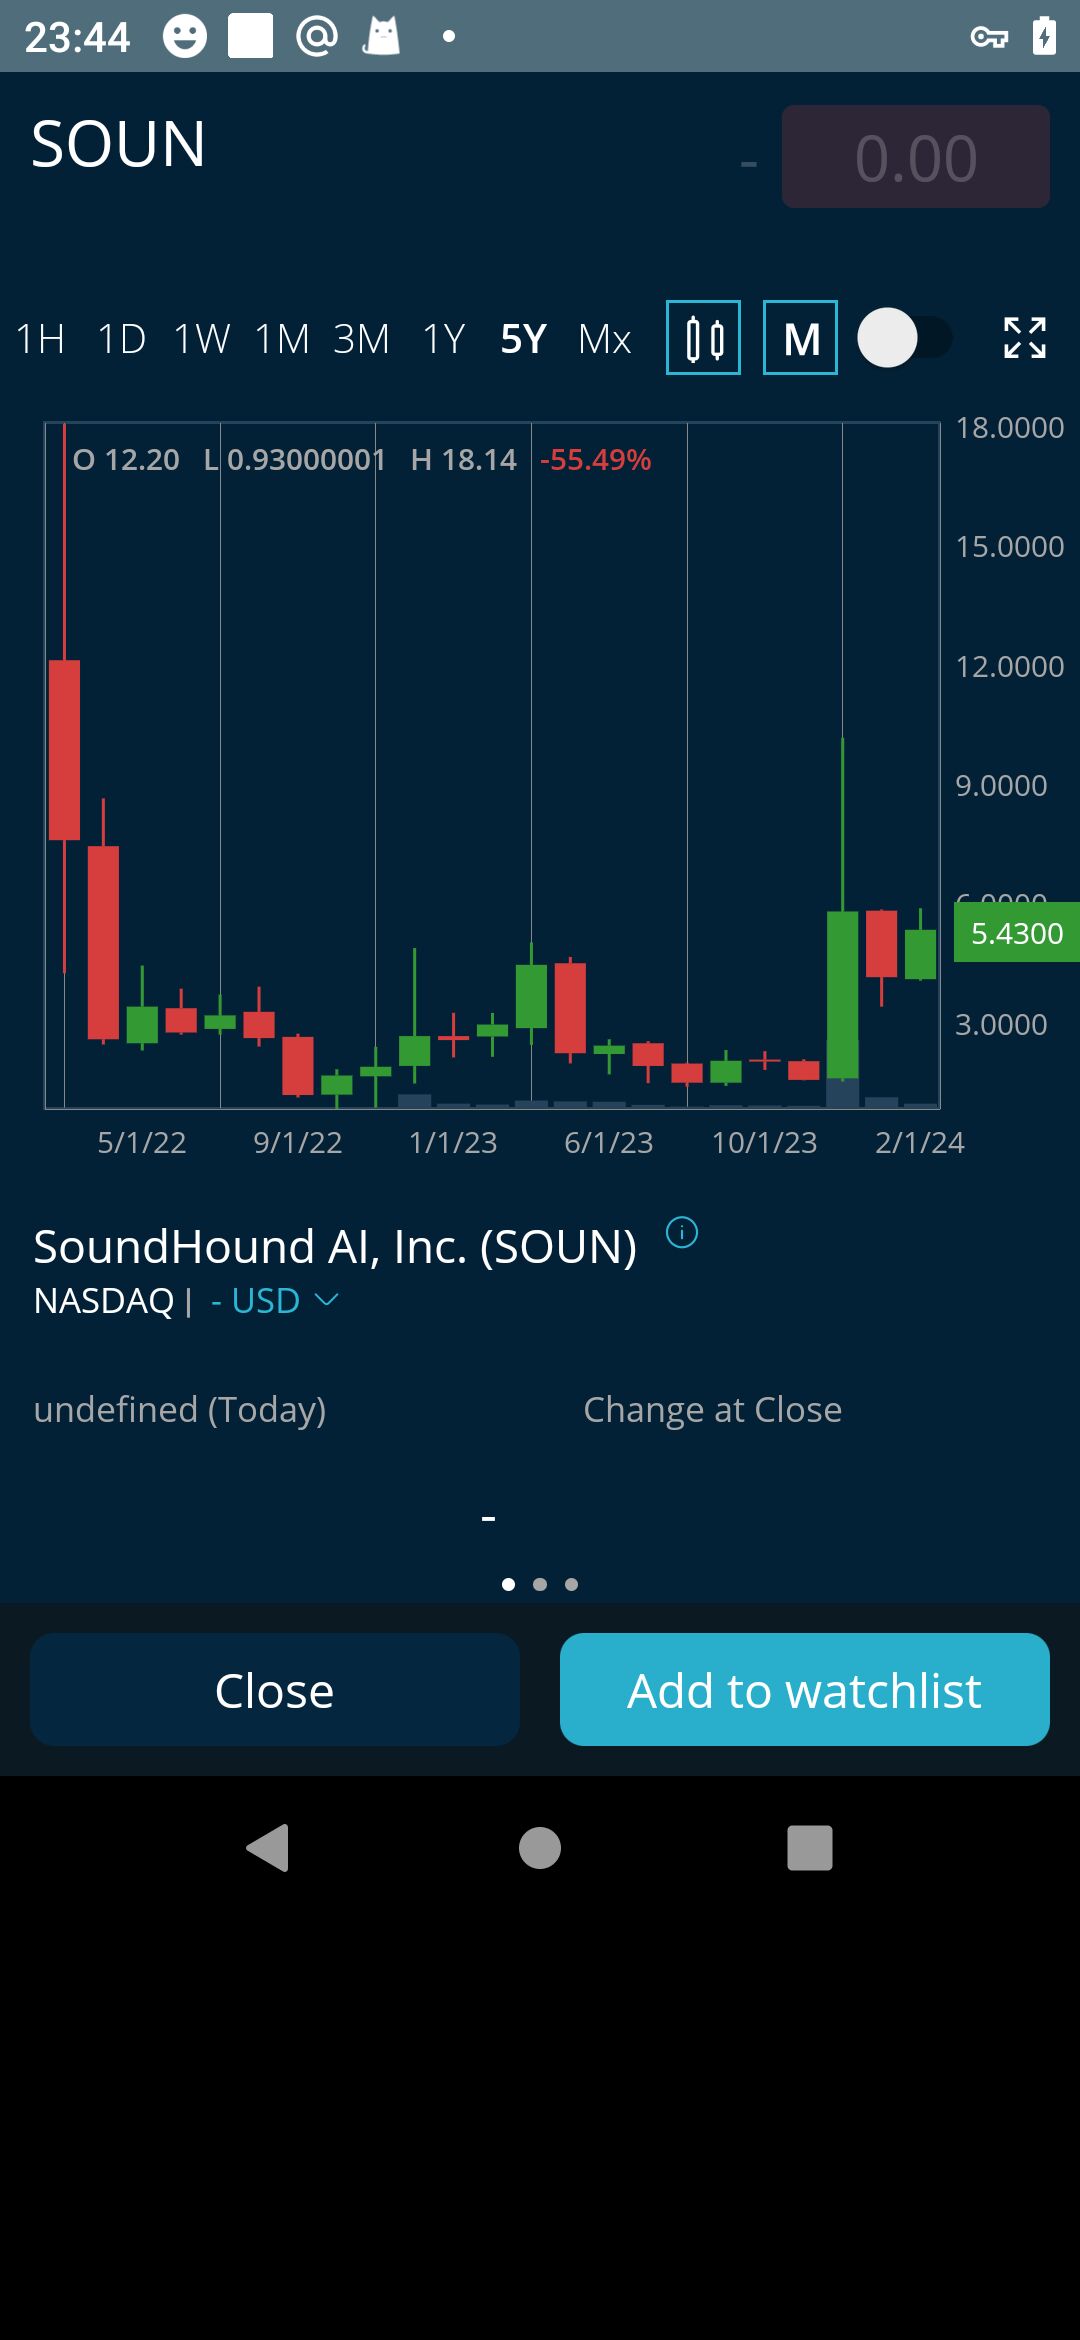 23:44
SOUN
- 0.00
1H 1D 1W 1M 3M 1Y 5Y Mx M
O 12.20 L 0.93000001 H 18.14 -55.49%
18.0000
15.0000
12.0000
9.0000
6.0000
5.4300
3.0000
5/1/22 9/1/22 1/1/23 6/1/23 10/1/23 2/1/24
SoundHound AI, Inc. (SOUN)
NASDAQ | - USD
undefined (Today) Change at Close
-
Close Add to watchlist